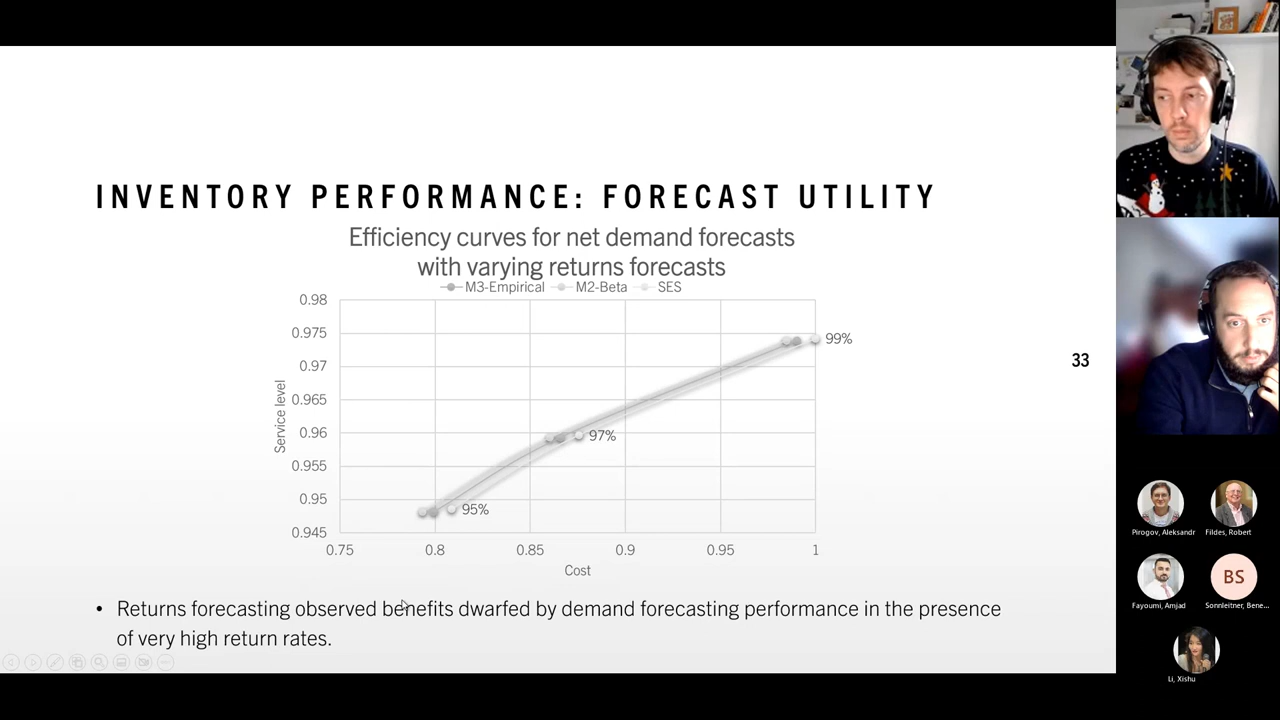 INVENTORY PERFORMANCE: FORECAST UTILITY
Efficiency curves for net demand forecasts
with varying returns forecasts
M3-Empirical M2-Beta SES
0.98
0.975
0.97
0.965
0.96
0.955
0.95
0.945
Service level
99%
97%
95%
0.75 0.8 0.85 0.9 0.95 1
Cost
• Returns forecasting observed benefits dwarfed by demand forecasting performance in the presence
of very high return rates.
33
Pirogov, Aleksandr
Fildes, Robert
Fayoumi, Amjad
BS
Sonnleitner, Bene...
Li, Xishu